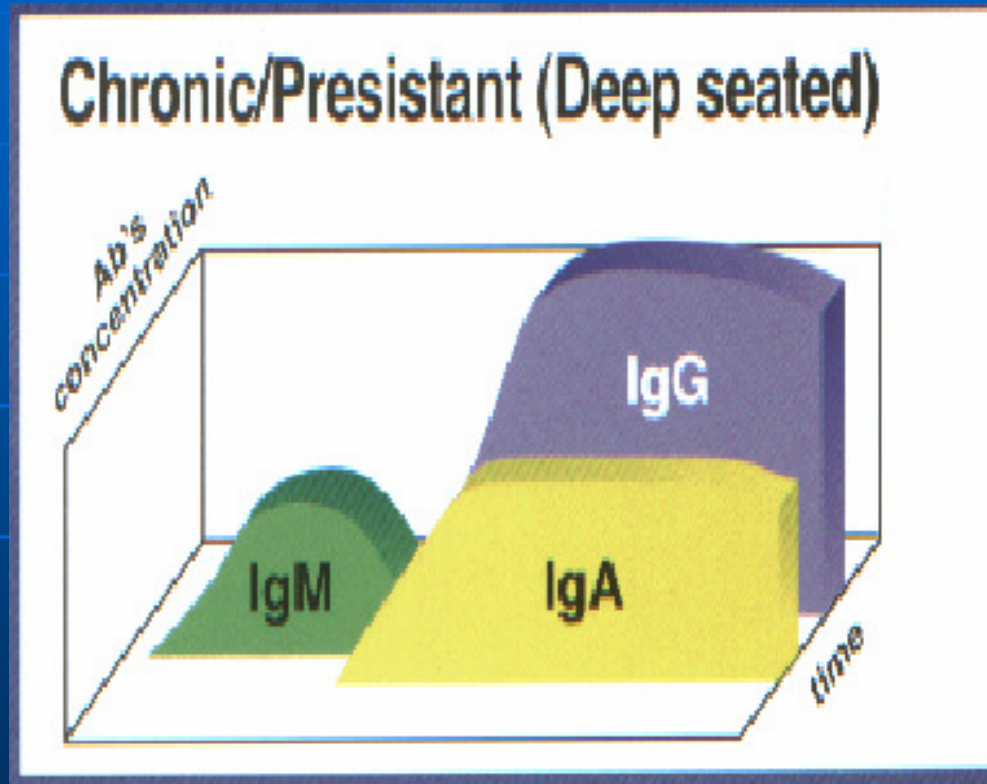 Chronic/Presistant (Deep seated)
Ab's
concentration
IgG
IgM
IgA
time